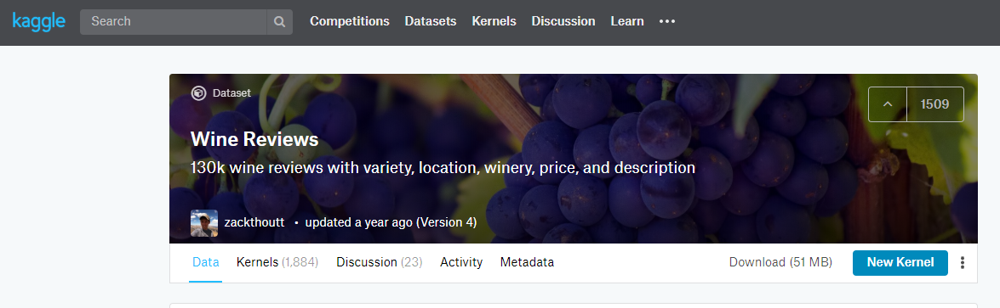 kaggle Search Competitions Datasets Kernels Discussion Learn •••
Dataset
1509
Wine Reviews
130k wine reviews with variety, location, winery, price, and description
zackthoutt • updated a year ago (Version 4)
Data Kernels (1,884) Discussion (23) Activity Metadata Download (51 MB) New Kernel